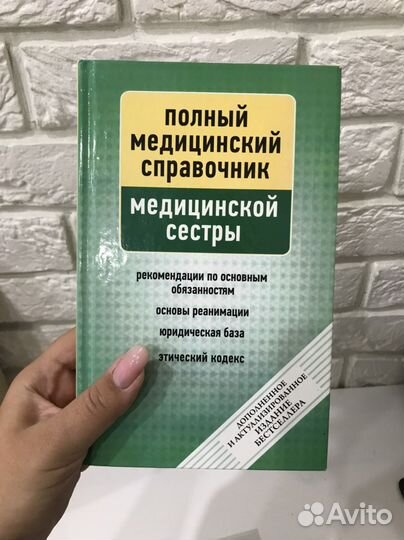 полный
медицинский
справочник
медицинской
сестры
рекомендации по основным
обязанностям
основы реанимации
юридическая база
этический кодекс
ДОПОЛНЕННОЕ
И АКТУАЛИЗИРОВАННОЕ
ИЗДАНИЕ
БЕСТСЕЛЛЕРА
Avito